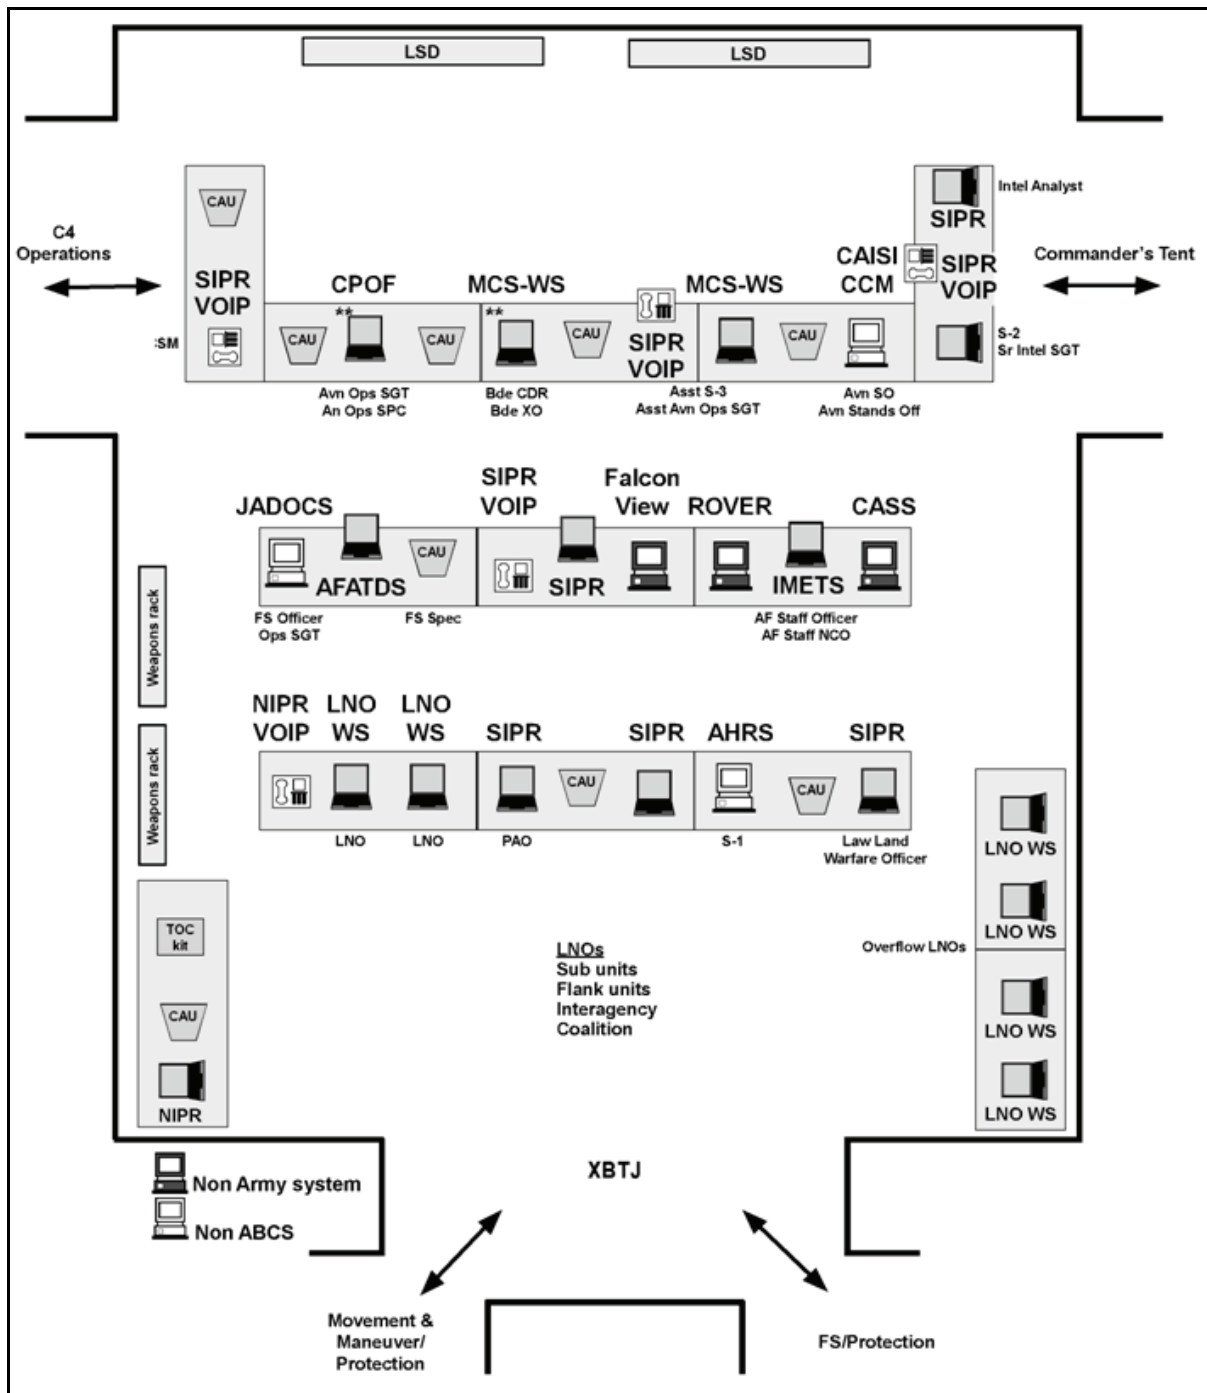 LSD
LSD
CAU
SIPR
VOIP
:SM
C4
Operations
CPOF
**
CAU
CAU
Avn Ops SGT
An Ops SPC
MCS-WS
**
CAU
Bde CDR
Bde XO
SIPR
VOIP
MCS-WS
CAU
Asst S-3
Asst Avn Ops SGT
CAISI
CCM
Avn SO
Avn Stands Off
SIPR
Intel Analyst
SIPR
VOIP
S-2
Sr Intel SGT
Commander's Tent
JADOCS
AFATDS
CAU
FS Officer
Ops SGT
FS Spec
SIPR
VOIP
SIPR
Falcon
View
ROVER
IMETS
CASS
AF Staff Officer
AF Staff NCO
Weapons rack
Weapons rack
NIPR
VOIP
LNO
WS
LNO
WS
LNO
LNO
SIPR
CAU
SIPR
PAO
AHRS
CAU
SIPR
S-1
Law Land
Warfare Officer
TOC
kit
CAU
NIPR
LNOs
Sub units
Flank units
Interagency
Coalition
Overflow LNOs
LNO WS
LNO WS
LNO WS
LNO WS
Non Army system
Non ABCS
XBTJ
Movement &
Maneuver/
Protection
FS/Protection